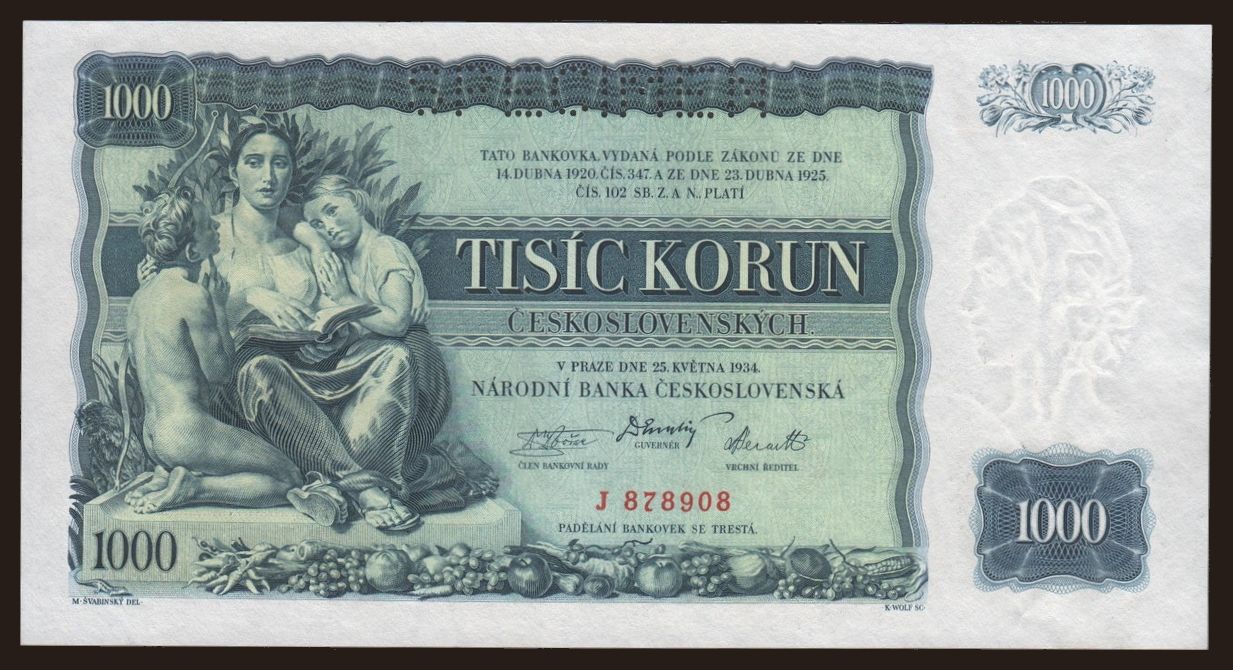 1000
1000
TATO BANKOVKA, VYDANÁ PODLE ZÁKONŮ ZE DNE
14. DUBNA 1920. ČÍS. 347. A ZE DNE 23. DUBNA 1925.
ČÍS. 102 SB. Z. A N., PLATÍ
TISÍC KORUN
ČESKOSLOVENSKÝCH.
V PRAZE DNE 25. KVĚTNA 1934.
NÁRODNÍ BANKA ČESKOSLOVENSKÁ
ČLEN BANKOVNÍ RADY
GUVERNÉR
VRCHNÍ ŘEDITEL
J 878908
PADĚLÁNÍ BANKOVEK SE TRESTÁ.
1000
1000
M·ŠVABINSKÝ DEL·
K·WOLF SC·